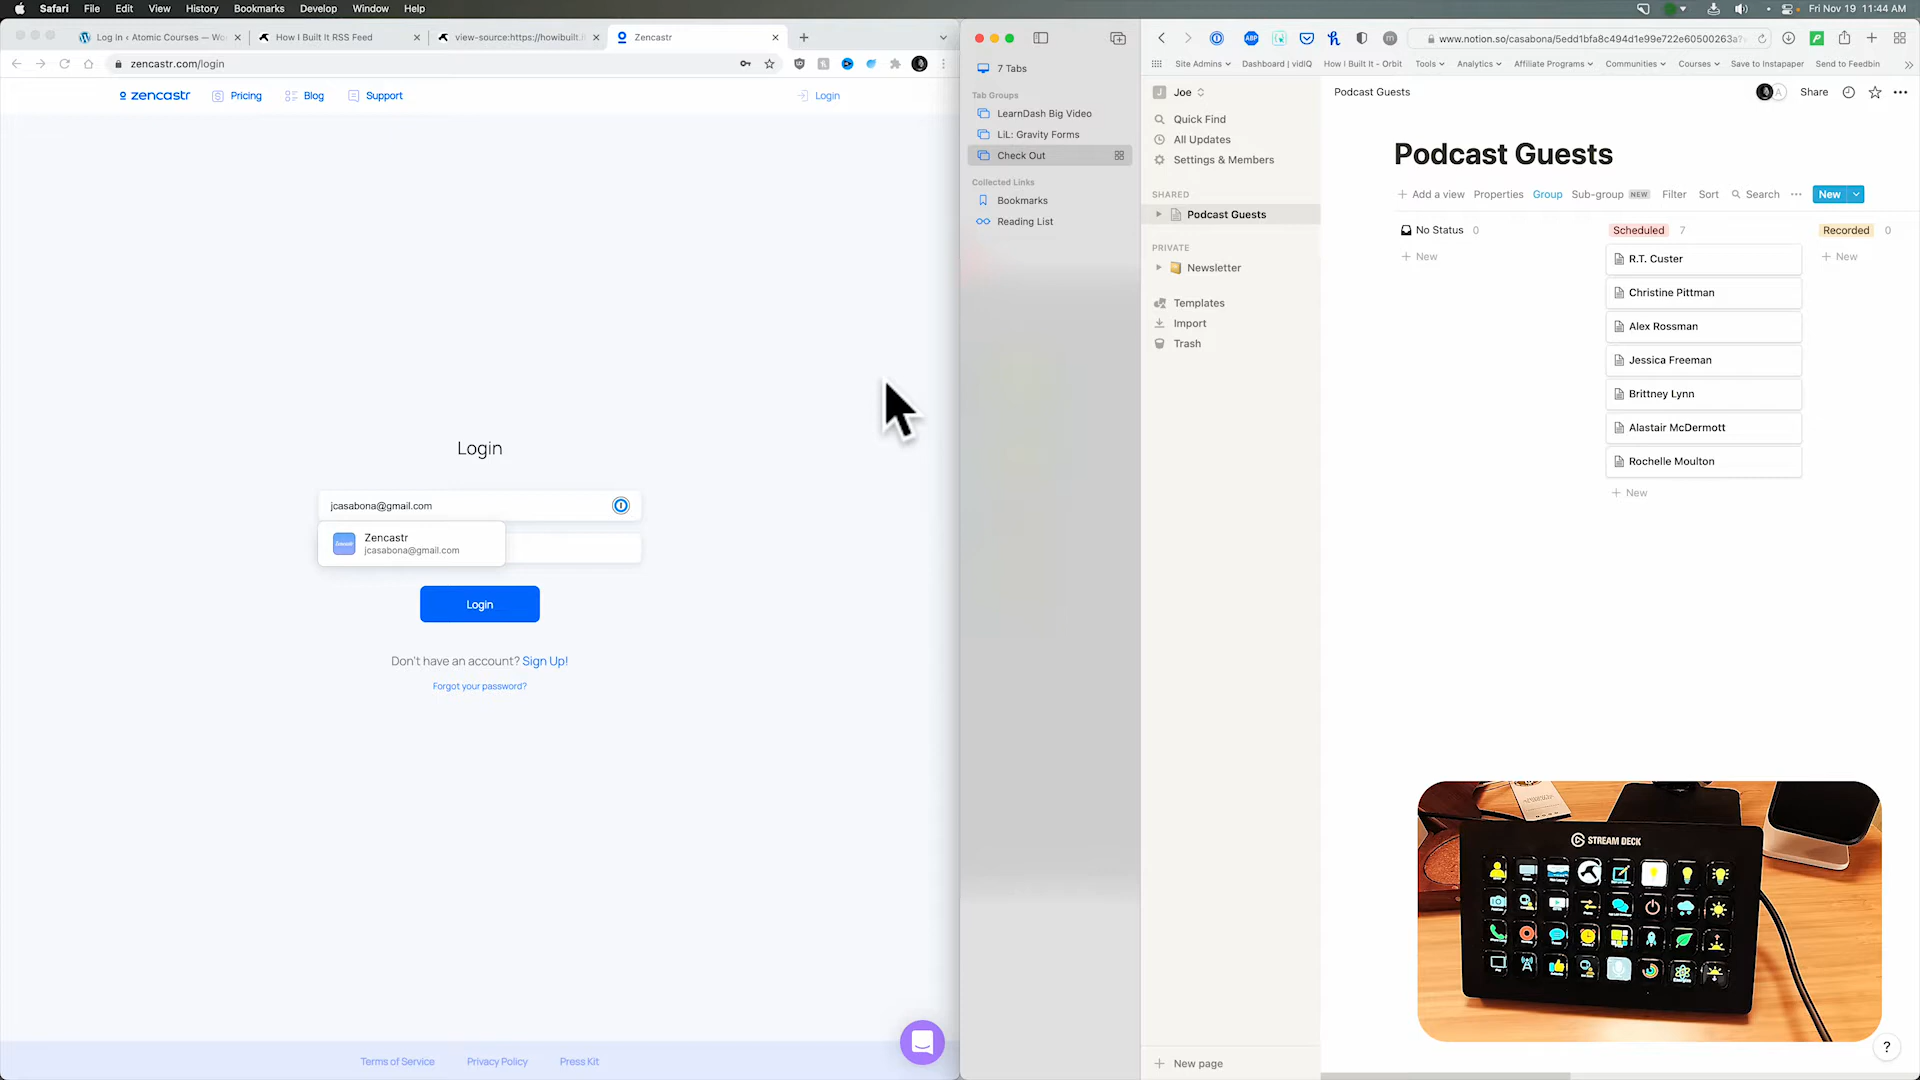 Safari File Edit View History Bookmarks Develop Window Help
Fri Nov 19 11:44 AM
Log In ‹ Atomic Courses — Wo
How I Built It RSS Feed
view-source:https://howibuilt.i
Zencastr
zencastr.com/login
zencastr
Pricing
Blog
Support
Login
Login
jcasabona@gmail.com
Zencastr
jcasabona@gmail.com
Login
Don't have an account? Sign Up!
Forgot your password?
Terms of Service
Privacy Policy
Press Kit
7 Tabs
Tab Groups
LearnDash Big Video
LiL: Gravity Forms
Check Out
Collected Links
Bookmarks
Reading List
www.notion.so/casabona/5edd1bfa8c494d1e99e722e60500263a?
Site Admins
Dashboard | vidIQ
How I Built It - Orbit
Tools
Analytics
Affiliate Programs
Communities
Courses
Save to Instapaper
Send to Feedbin
J Joe
Quick Find
All Updates
Settings & Members
SHARED
Podcast Guests
PRIVATE
Newsletter
Templates
Import
Trash
New page
Podcast Guests
A
Share
Podcast Guests
Add a view
Properties
Group
Sub-group NEW
Filter
Sort
Search
New
No Status 0
New
Scheduled 7
R.T. Custer
Christine Pittman
Alex Rossman
Jessica Freeman
Brittney Lynn
Alastair McDermott
Rochelle Moulton
New
Recorded 0
New
STREAM DECK
?